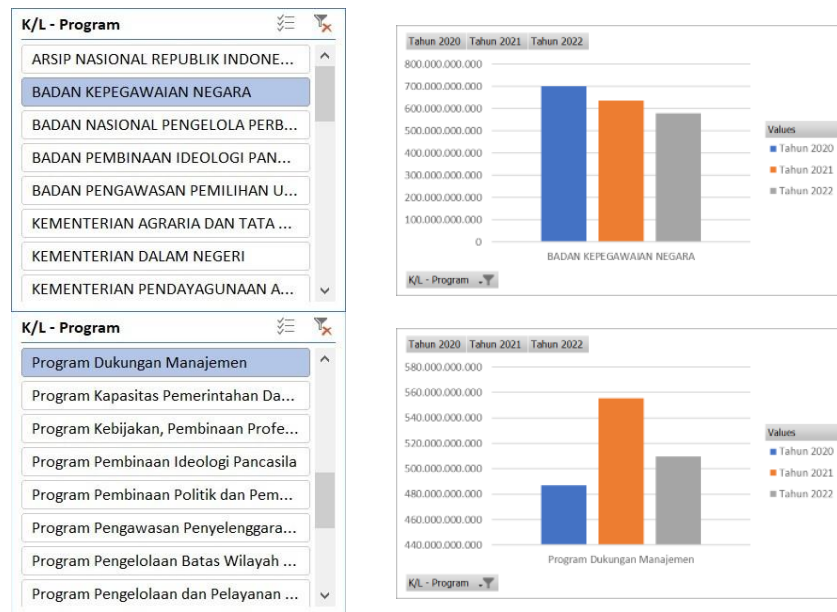 K/L - Program
ARSIP NASIONAL REPUBLIK INDONE...
BADAN KEPEGAWAIAN NEGARA
BADAN NASIONAL PENGELOLA PERB...
BADAN PEMBINAAN IDEOLOGI PAN...
BADAN PENGAWASAN PEMILIHAN U...
KEMENTERIAN AGRARIA DAN TATA ...
KEMENTERIAN DALAM NEGERI
KEMENTERIAN PENDAYAGUNAAN A...
Tahun 2020 Tahun 2021 Tahun 2022
800.000.000.000
700.000.000.000
600.000.000.000
500.000.000.000
400.000.000.000
300.000.000.000
200.000.000.000
100.000.000.000
0
BADAN KEPEGAWAIAN NEGARA
Values
Tahun 2020
Tahun 2021
Tahun 2022
K/L - Program
K/L - Program
Program Dukungan Manajemen
Program Kapasitas Pemerintahan Da...
Program Kebijakan, Pembinaan Profe...
Program Pembinaan Ideologi Pancasila
Program Pembinaan Politik dan Pem...
Program Pengawasan Penyelenggara...
Program Pengelolaan Batas Wilayah ...
Program Pengelolaan dan Pelayanan ...
Tahun 2020 Tahun 2021 Tahun 2022
580.000.000.000
560.000.000.000
540.000.000.000
520.000.000.000
500.000.000.000
480.000.000.000
460.000.000.000
440.000.000.000
Program Dukungan Manajemen
Values
Tahun 2020
Tahun 2021
Tahun 2022
K/L - Program